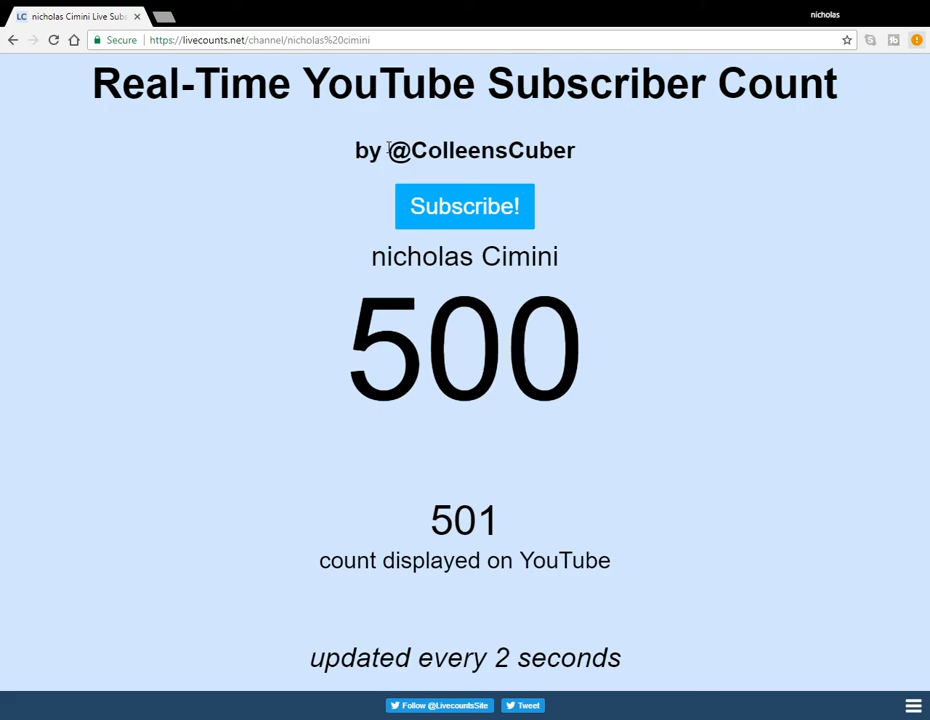 LC nicholas Cimini Live Subs
nicholas
Secure https://livecounts.net/channel/nicholas%20cimini
Real-Time YouTube Subscriber Count
by @ColleensCuber
Subscribe!
nicholas Cimini
500
501
count displayed on YouTube
updated every 2 seconds
Follow @LivecountsSite Tweet